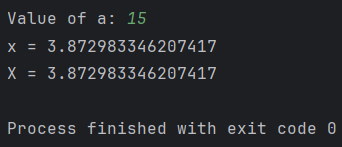 Value of a: 15
x = 3.872983346207417
X = 3.872983346207417
Process finished with exit code 0